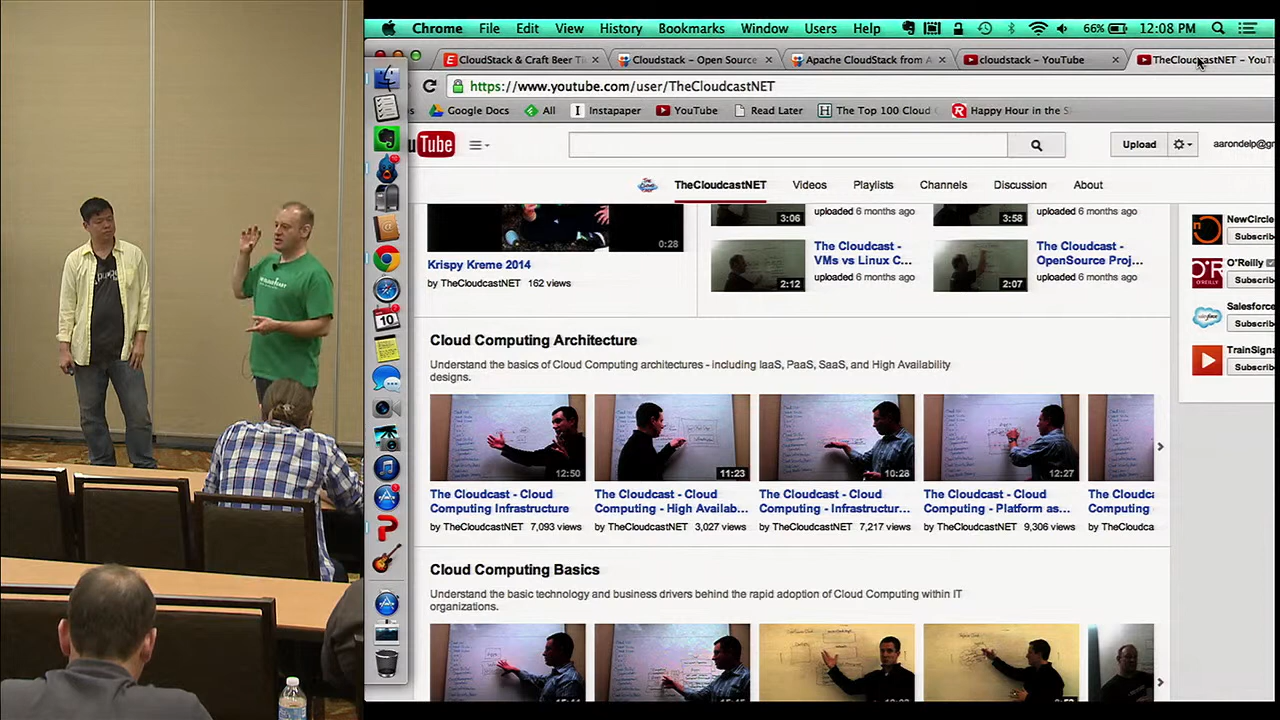 Chrome File Edit View History Bookmarks Window Users Help 66% 12:08 PM
CloudStack & Craft Beer Ti
Cloudstack – Open Source
Apache CloudStack from A
cloudstack – YouTube
TheCloudcastNET – YouTu
https://www.youtube.com/user/TheCloudcastNET
Google Docs All Instapaper YouTube Read Later The Top 100 Cloud Happy Hour in the S
Tube Upload aarondelp@gm
TheCloudcastNET Videos Playlists Channels Discussion About
0:28
Krispy Kreme 2014
by TheCloudcastNET 162 views
3:06
uploaded 6 months ago
3:58
uploaded 6 months ago
2:12
The Cloudcast -
VMs vs Linux C...
uploaded 6 months ago
2:07
The Cloudcast -
OpenSource Proj...
uploaded 6 months ago
NewCircle
Subscrib
O'Reilly
Subscribe
Salesforce
Subscrib
TrainSigna
Subscrib
Cloud Computing Architecture
Understand the basics of Cloud Computing architectures - including IaaS, PaaS, SaaS, and High Availability
designs.
12:50
The Cloudcast - Cloud
Computing Infrastructure
by TheCloudcastNET 7,093 views
11:23
The Cloudcast - Cloud
Computing - High Availab...
by TheCloudcastNET 3,027 views
10:28
The Cloudcast - Cloud
Computing - Infrastructur...
by TheCloudcastNET 7,217 views
12:27
The Cloudcast - Cloud
Computing - Platform as...
by TheCloudcastNET 9,306 views
The Cloudca
Computing
by TheCloudca
Cloud Computing Basics
Understand the basic technology and business drivers behind the rapid adoption of Cloud Computing within IT
organizations.